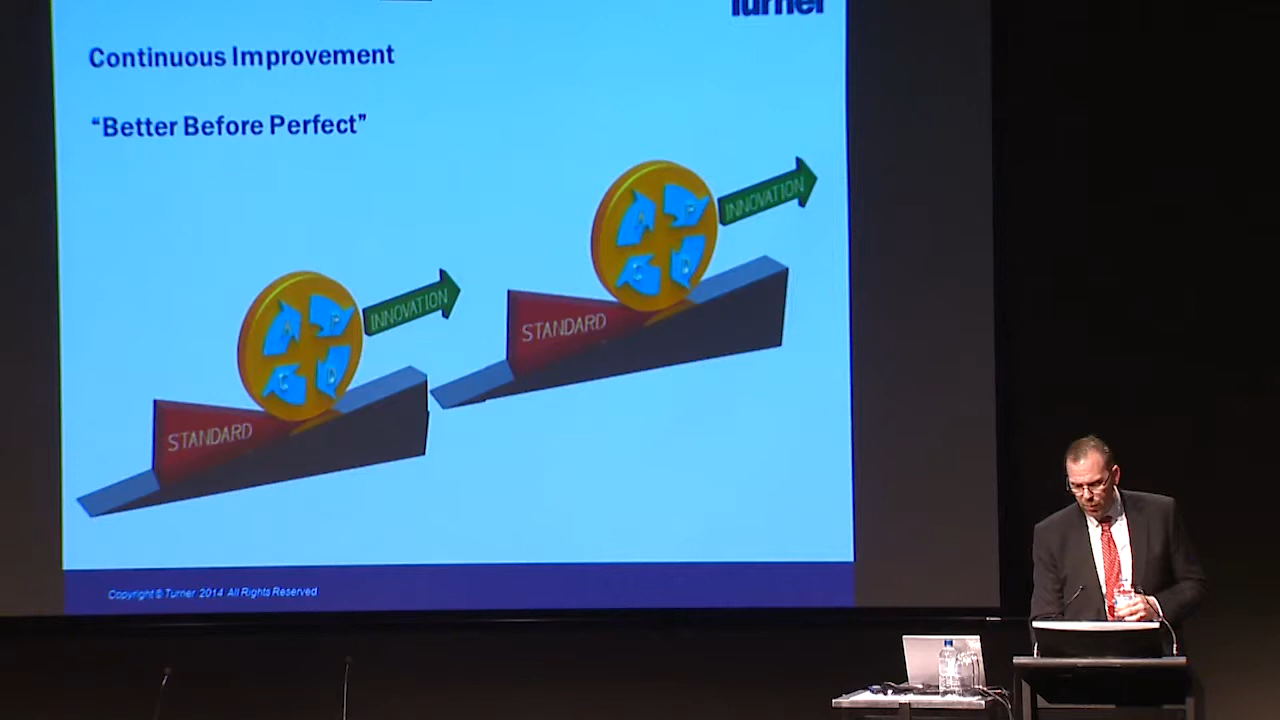 Turner
Continuous Improvement
“Better Before Perfect”
INNOVATION
INNOVATION
STANDARD
STANDARD
Copyright © Turner 2014 All Rights Reserved